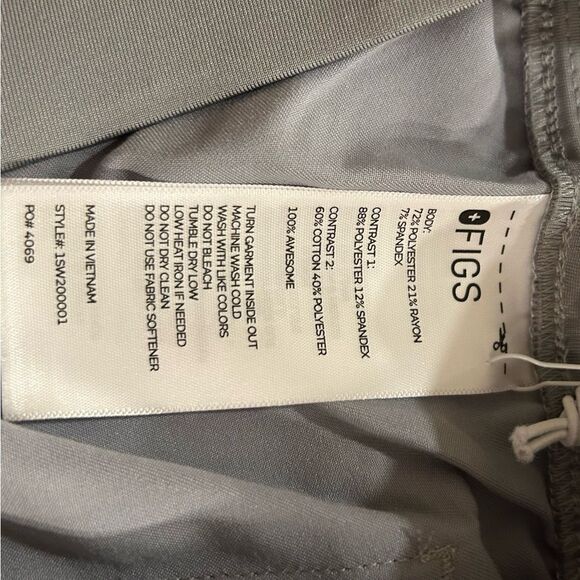 FIGS
BODY:
72% POLYESTER 21% RAYON
7% SPANDEX
CONTRAST 1:
88% POLYESTER 12% SPANDEX
CONTRAST 2:
60% COTTON 40% POLYESTER
100% AWESOME
TURN GARMENT INSIDE OUT
MACHINE WASH COLD
WASH WITH LIKE COLORS
DO NOT BLEACH
TUMBLE DRY LOW
LOW HEAT IRON IF NEEDED
DO NOT DRY CLEAN
DO NOT USE FABRIC SOFTENER
MADE IN VIETNAM
STYLE#: 1SW200001
PO# 4069